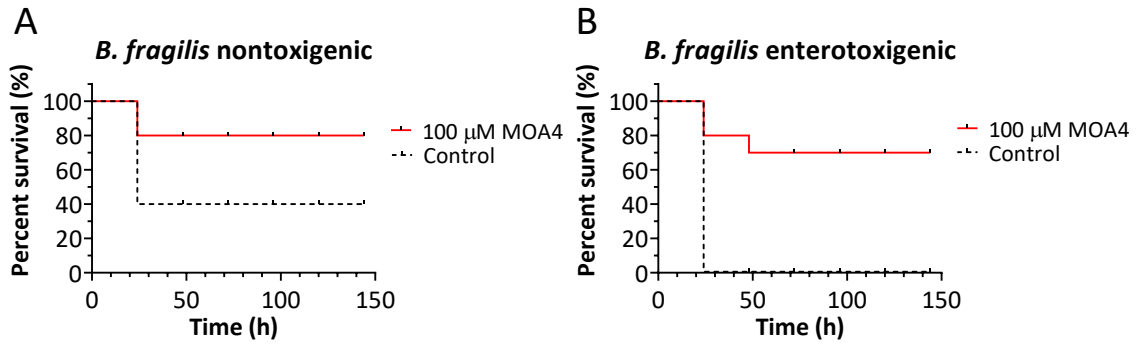 A
B. fragilis nontoxigenic
Percent survival (%)
100
80
60
40
20
0
0 50 100 150
Time (h)
100 μM MOA4
Control
B
B. fragilis enterotoxigenic
Percent survival (%)
100
80
60
40
20
0
0 50 100 150
Time (h)
100 μM MOA4
Control